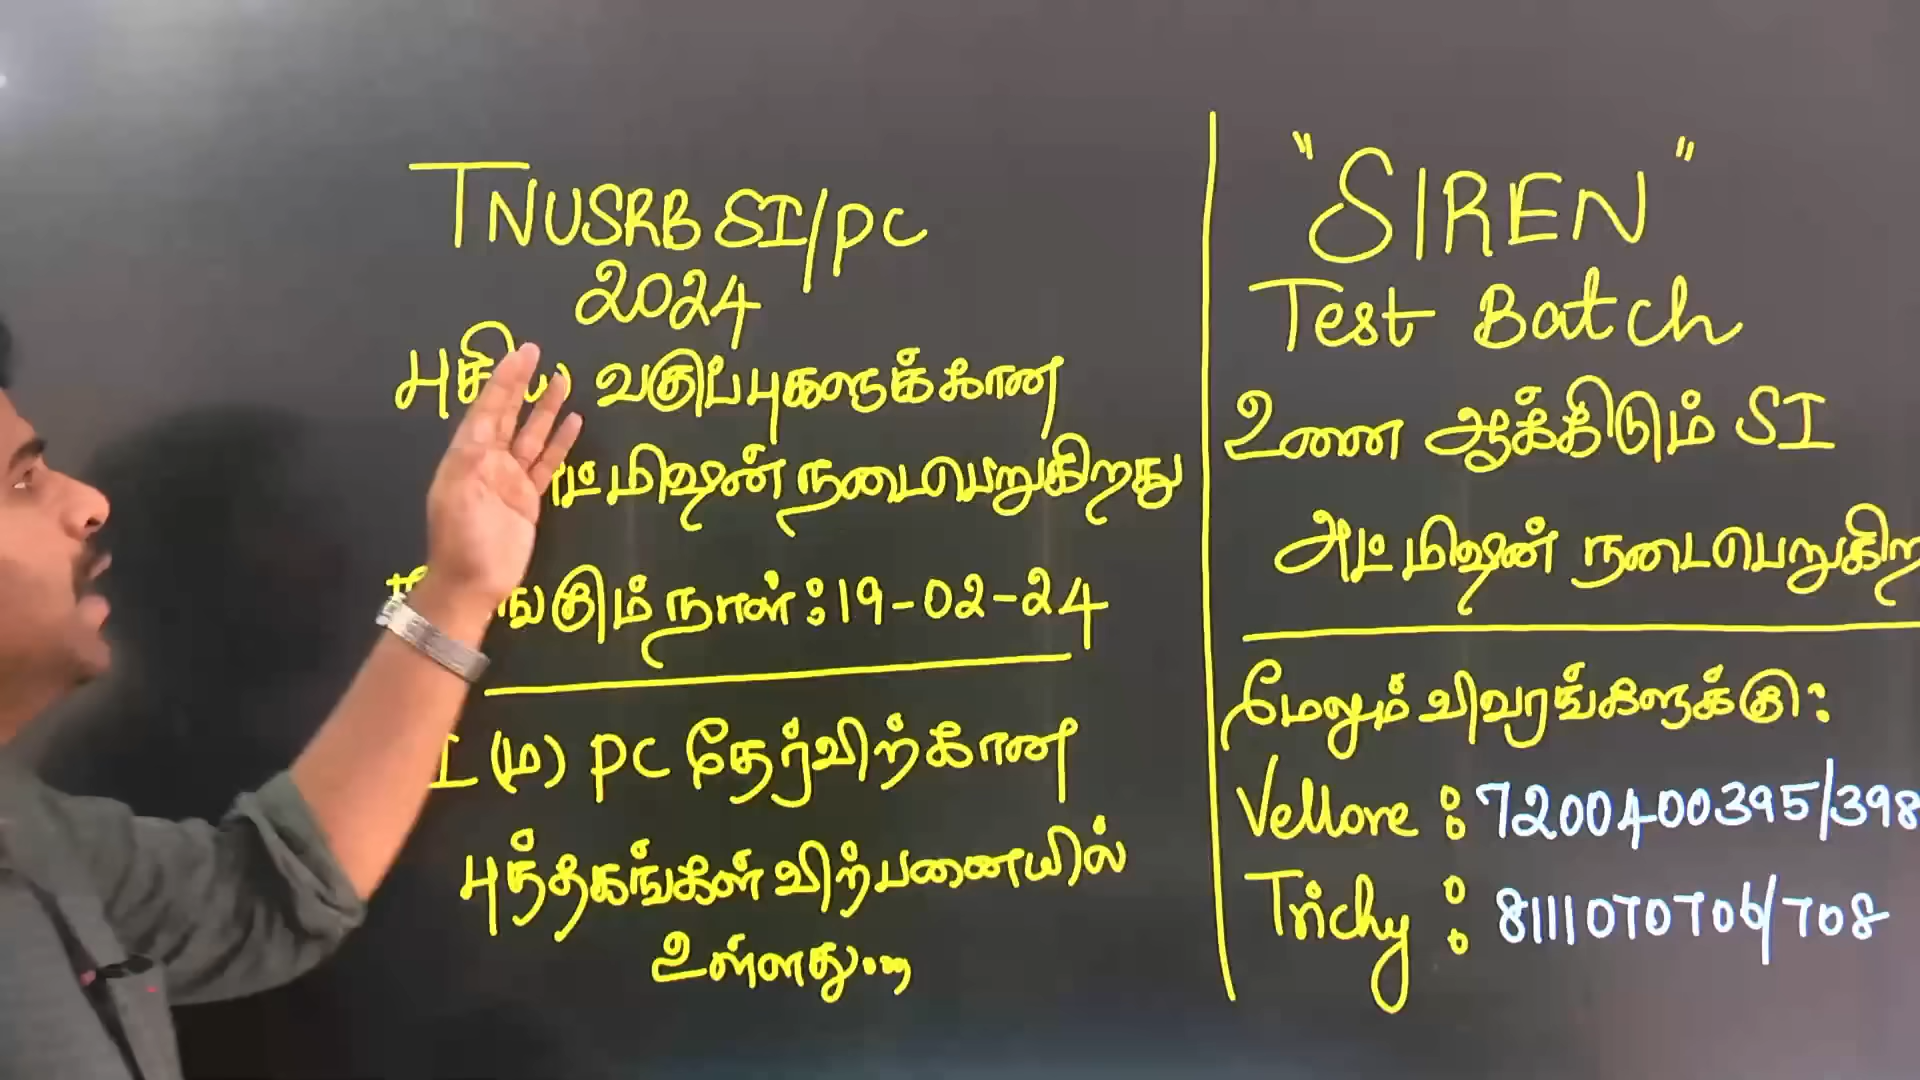 TNUSRB SI/PC
2024
புதிய வகுப்புகளுக்கான
அட்மிஷன் நடைபெறுகிறது
நாள் : 19-02-24
(ம) PC தேர்விற்கான
புத்தகங்கள் விற்பனையில்
உள்ளது...
"SIREN"
Test Batch
உன்னை ஆக்கிடும் SI
அட்மிஷன் நடைபெறுகிற
மேலும் விவரங்களுக்கு :
Vellore : 7200400395/398
Trichy : 8111070706/708